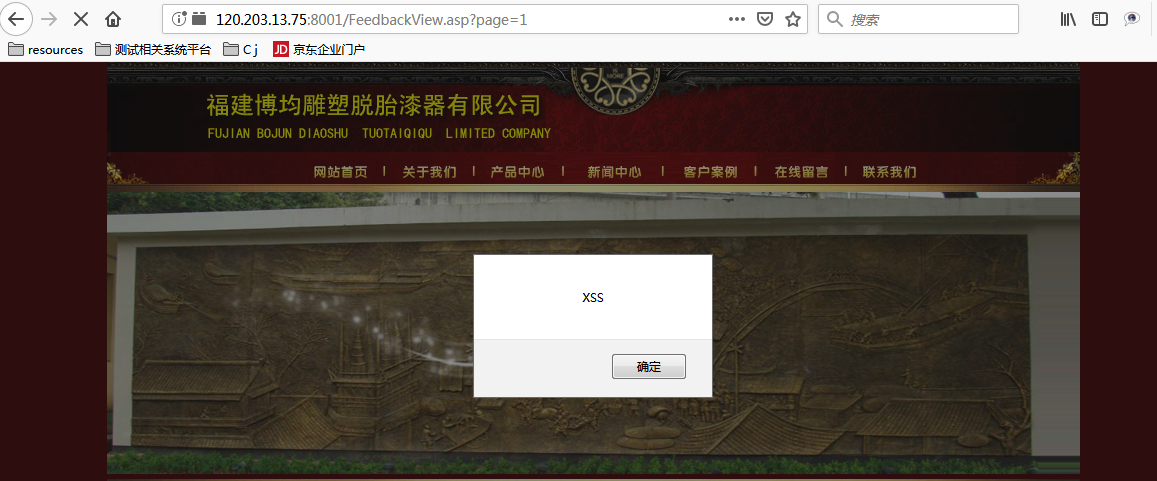 120.203.13.75:8001/FeedbackView.asp?page=1
搜索
resources
测试相关系统平台
C j
JD 京东企业门户
HOME
福建博均雕塑脱胎漆器有限公司
FUJIAN BOJUN DIAOSHU TUOTAIQIQU LIMITED COMPANY
网站首页 | 关于我们 | 产品中心 | 新闻中心 | 客户案例 | 在线留言 | 联系我们
XSS
确定